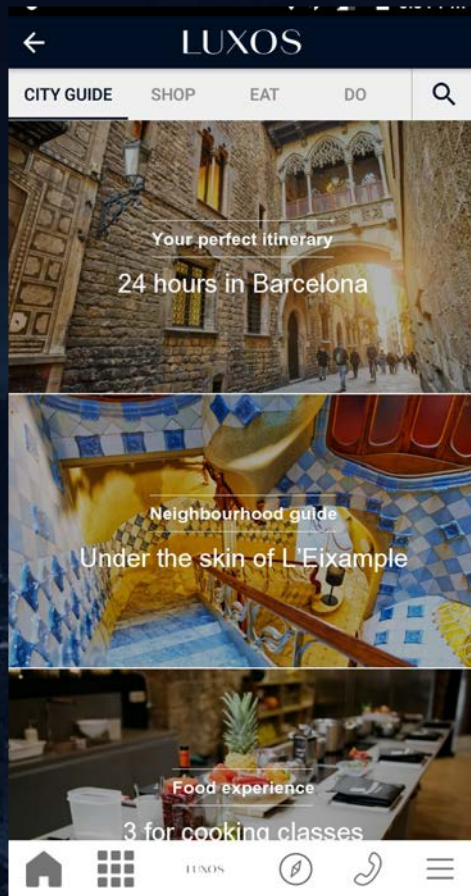 LUXOS
CITY GUIDE SHOP EAT DO
Your perfect itinerary
24 hours in Barcelona
Neighbourhood guide
Under the skin of L'Eixample
Food experience
3 for cooking classes
LUXOS